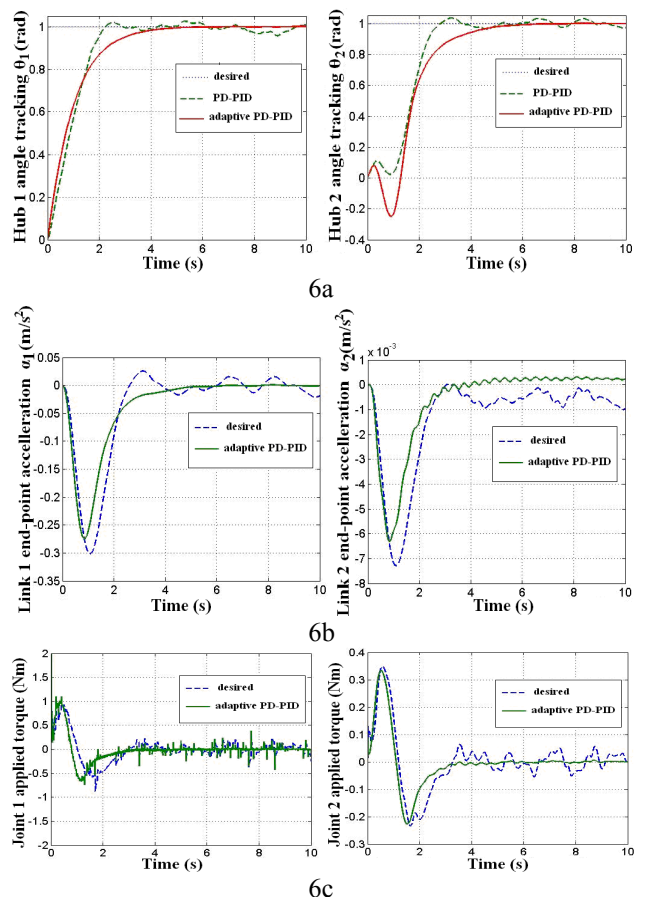 Hub 1 angle tracking θ1(rad)
1
0.8
0.6
0.4
0.2
0
desired
PD-PID
adaptive PD-PID
0 2 4 6 8 10
Time (s)
Hub 2 angle tracking θ2(rad)
1
0.8
0.6
0.4
0.2
0
-0.2
-0.4
desired
PD-PID
adaptive PD-PID
0 2 4 6 8 10
Time (s)
6a
Link 1 end-point accelleration α1(m/s²)
0.05
0
-0.05
-0.1
-0.15
-0.2
-0.25
-0.3
-0.35
desired
adaptive PD-PID
0 2 4 6 8 10
Time (s)
Link 2 end-point accelleration α2(m/s²)
x 10⁻³
1
0
-1
-2
-3
-4
-5
-6
-7
-8
desired
adaptive PD-PID
0 2 4 6 8 10
Time (s)
6b
Joint 1 applied torque (Nm)
2
1.5
1
0.5
0
-0.5
-1
-1.5
-2
desired
adaptive PD-PID
0 2 4 6 8 10
Time (s)
Joint 2 applied torque (Nm)
0.4
0.3
0.2
0.1
0
-0.1
-0.2
-0.3
desired
adaptive PD-PID
0 2 4 6 8 10
Time (s)
6c